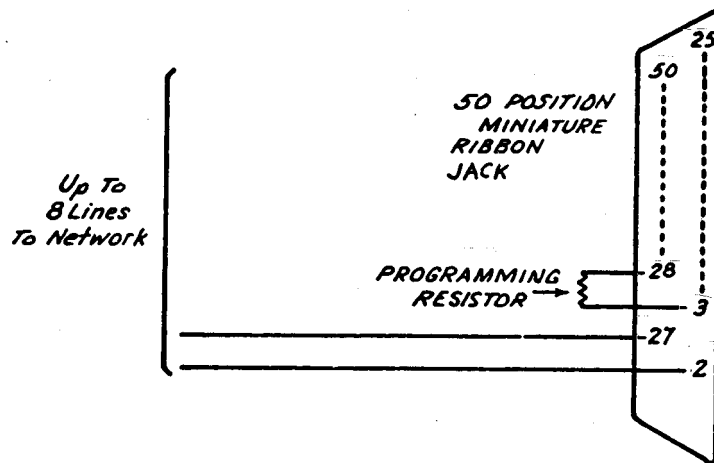 25
50
50 POSITION
MINIATURE
RIBBON
JACK
Up To
8 Lines
To Network
PROGRAMMING
RESISTOR
28
3
27
2